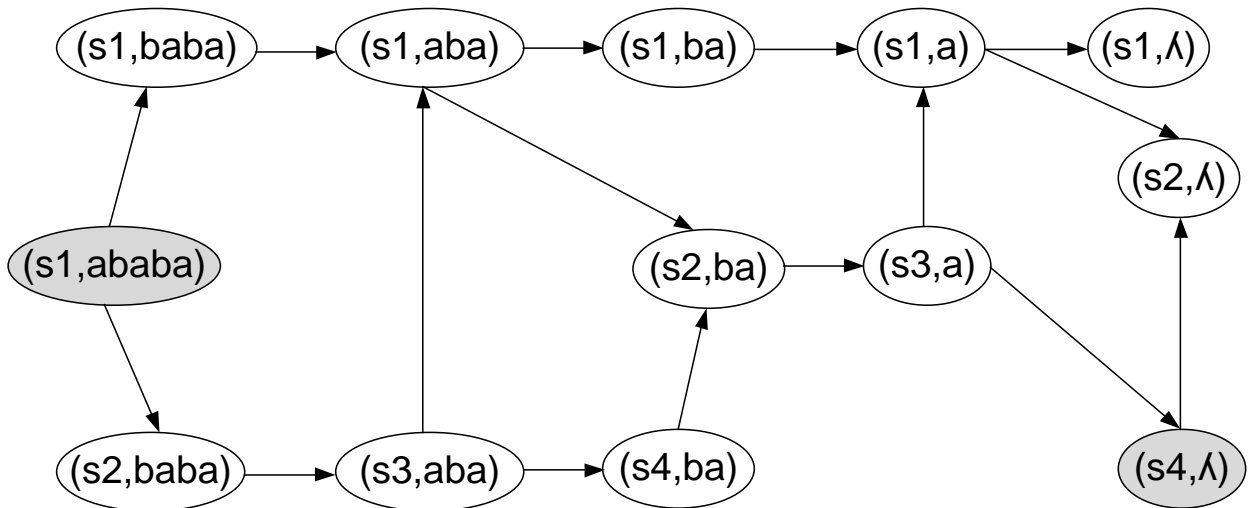 (s1,baba)
(s1,aba)
(s1,ba)
(s1,a)
(s1,λ)
(s2,λ)
(s1,ababa)
(s2,ba)
(s3,a)
(s2,baba)
(s3,aba)
(s4,ba)
(s4,λ)